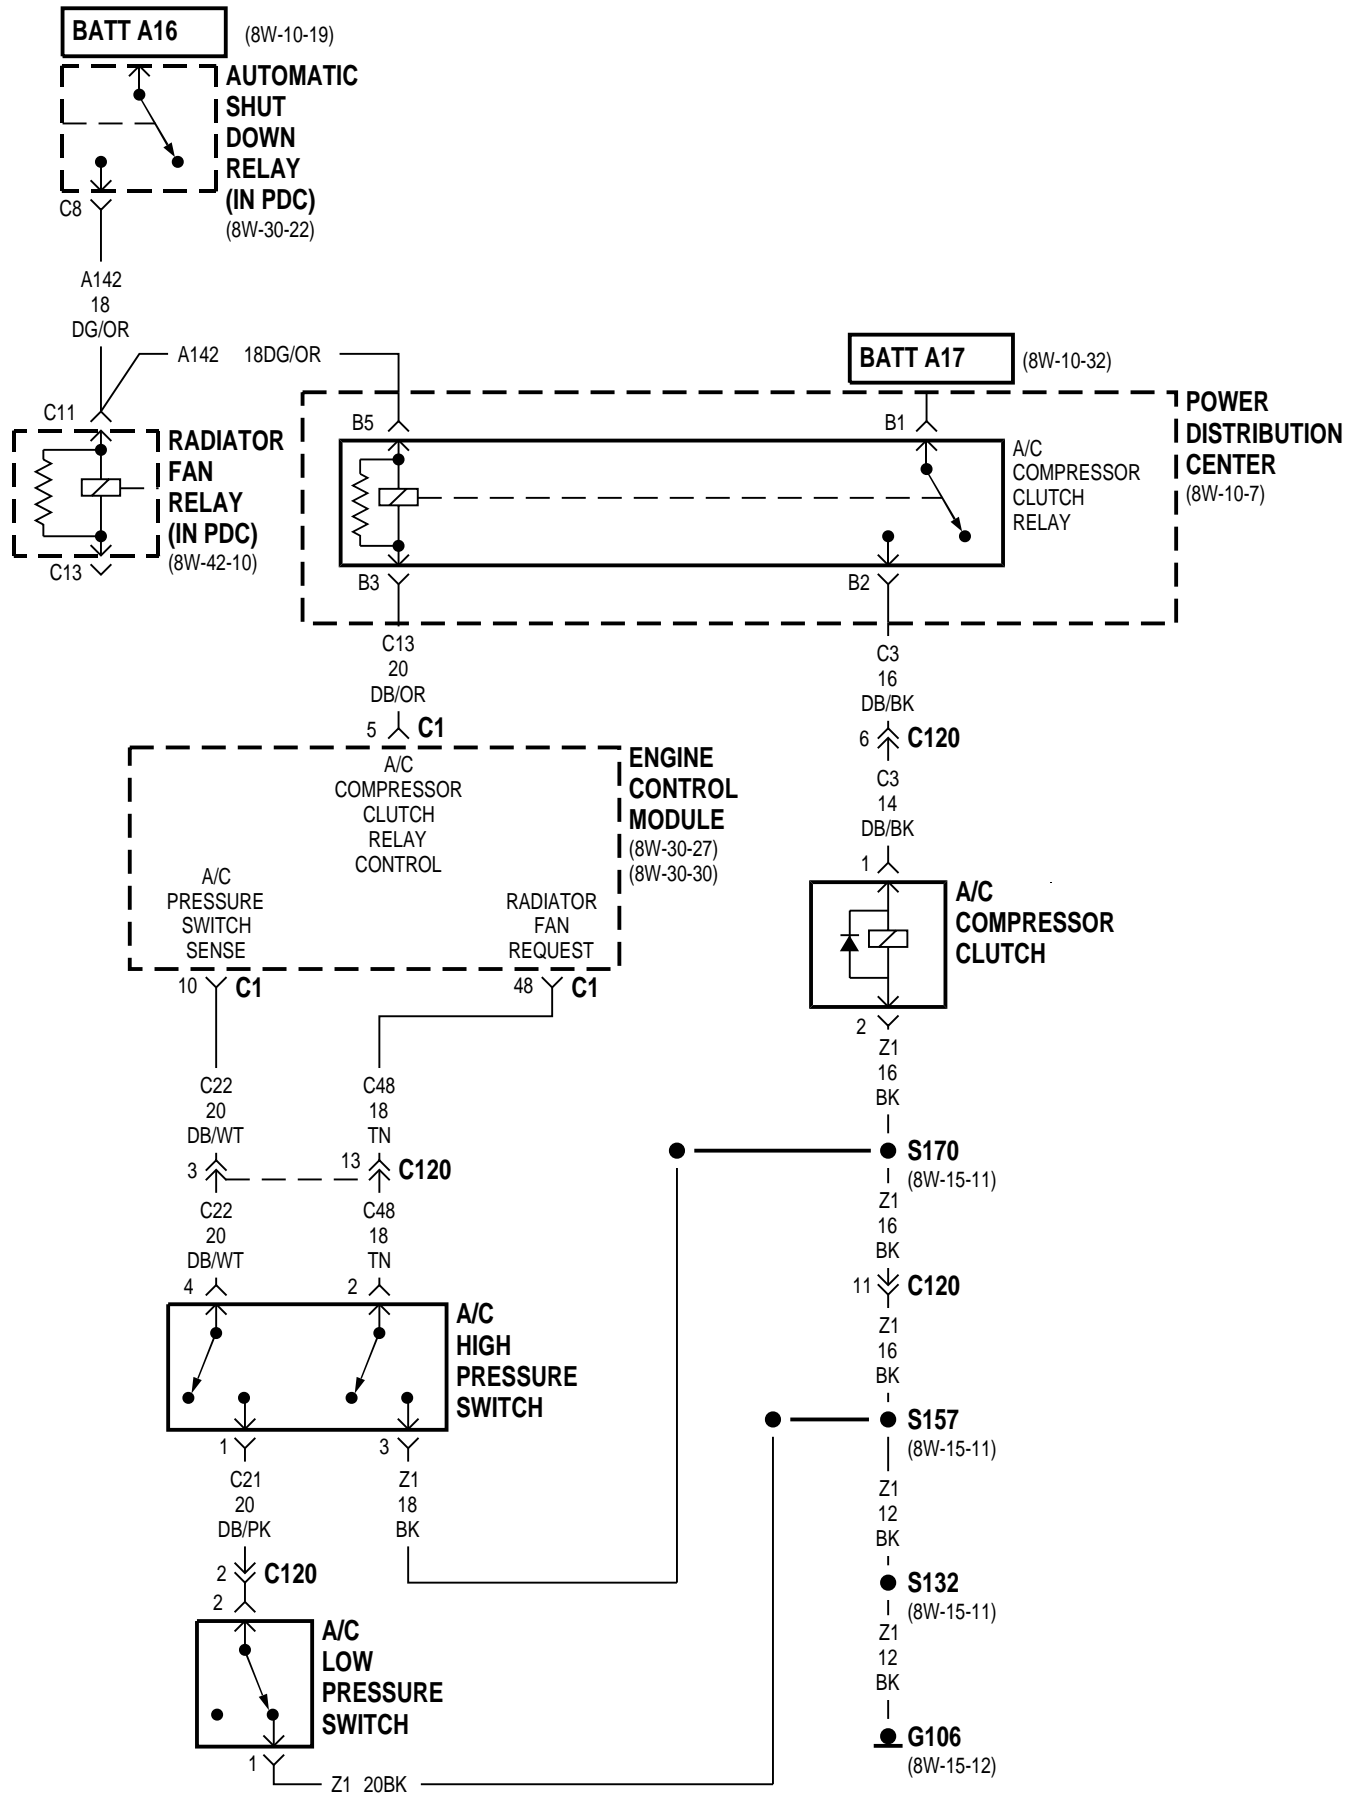 BATT A16 (8W-10-19)
AUTOMATIC
SHUT
DOWN
RELAY
(IN PDC)
(8W-30-22)
C8
A142
18
DG/OR
A142 18DG/OR
BATT A17 (8W-10-32)
C11
RADIATOR
FAN
RELAY
(IN PDC)
(8W-42-10)
C13
B5
B1
A/C
COMPRESSOR
CLUTCH
RELAY
POWER
DISTRIBUTION
CENTER
(8W-10-7)
B3
B2
C13
20
DB/OR
5 C1
C3
16
DB/BK
6 C120
C3
14
DB/BK
1
A/C
COMPRESSOR
CLUTCH
RELAY
CONTROL
A/C
PRESSURE
SWITCH
SENSE
RADIATOR
FAN
REQUEST
ENGINE
CONTROL
MODULE
(8W-30-27)
(8W-30-30)
A/C
COMPRESSOR
CLUTCH
10 C1
48 C1
2
Z1
16
BK
C22
20
DB/WT
C48
18
TN
3
13 C120
S170
(8W-15-11)
C22
20
DB/WT
C48
18
TN
Z1
16
BK
4
2
11 C120
A/C
HIGH
PRESSURE
SWITCH
Z1
16
BK
S157
(8W-15-11)
1
3
C21
20
DB/PK
Z1
18
BK
Z1
12
BK
2 C120
2
S132
(8W-15-11)
A/C
LOW
PRESSURE
SWITCH
Z1
12
BK
G106
(8W-15-12)
1
Z1 20BK